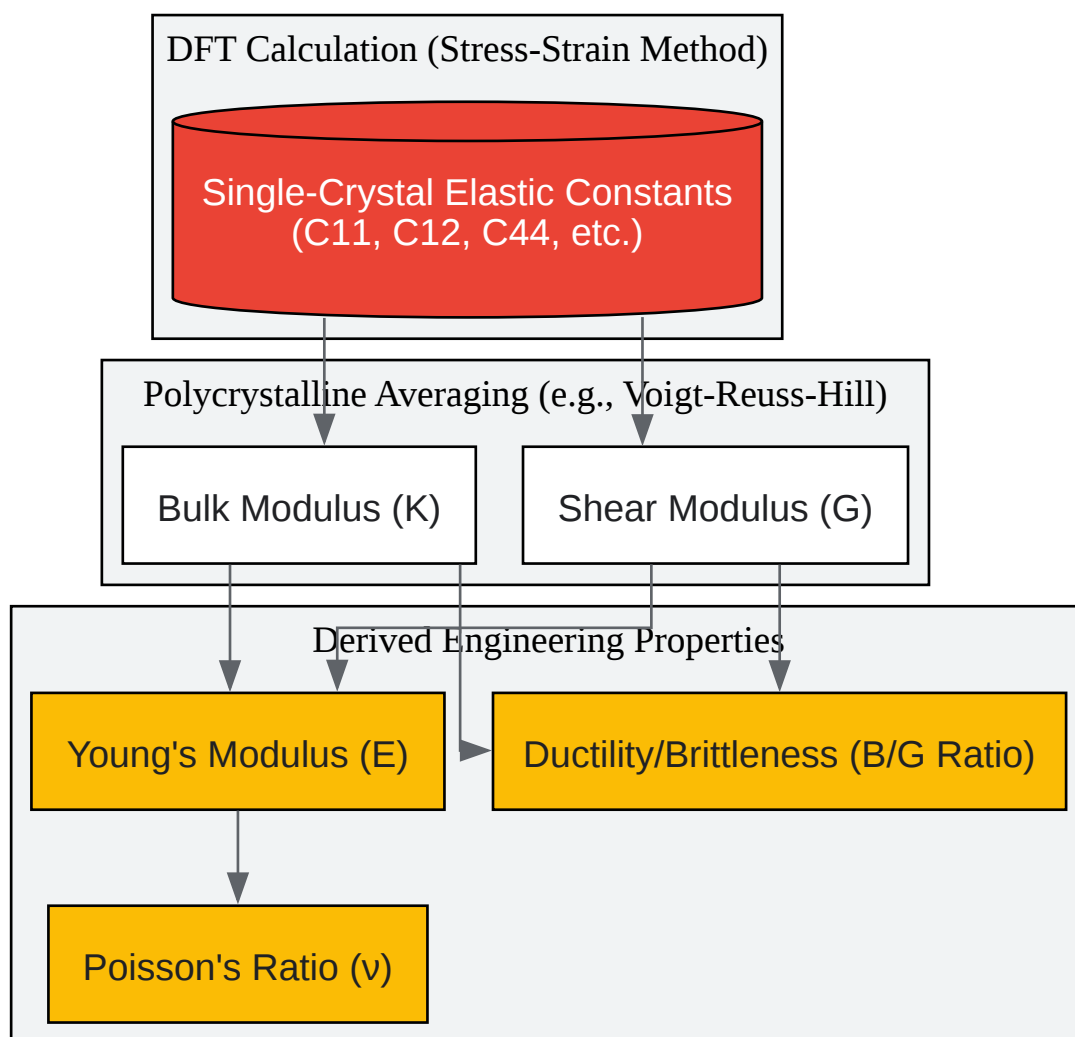 DFT Calculation (Stress-Strain Method)
Single-Crystal Elastic Constants
(C11, C12, C44, etc.)
Polycrystalline Averaging (e.g., Voigt-Reuss-Hill)
Bulk Modulus (K)
Shear Modulus (G)
Derived Engineering Properties
Young's Modulus (E)
Ductility/Brittleness (B/G Ratio)
Poisson's Ratio (ν)